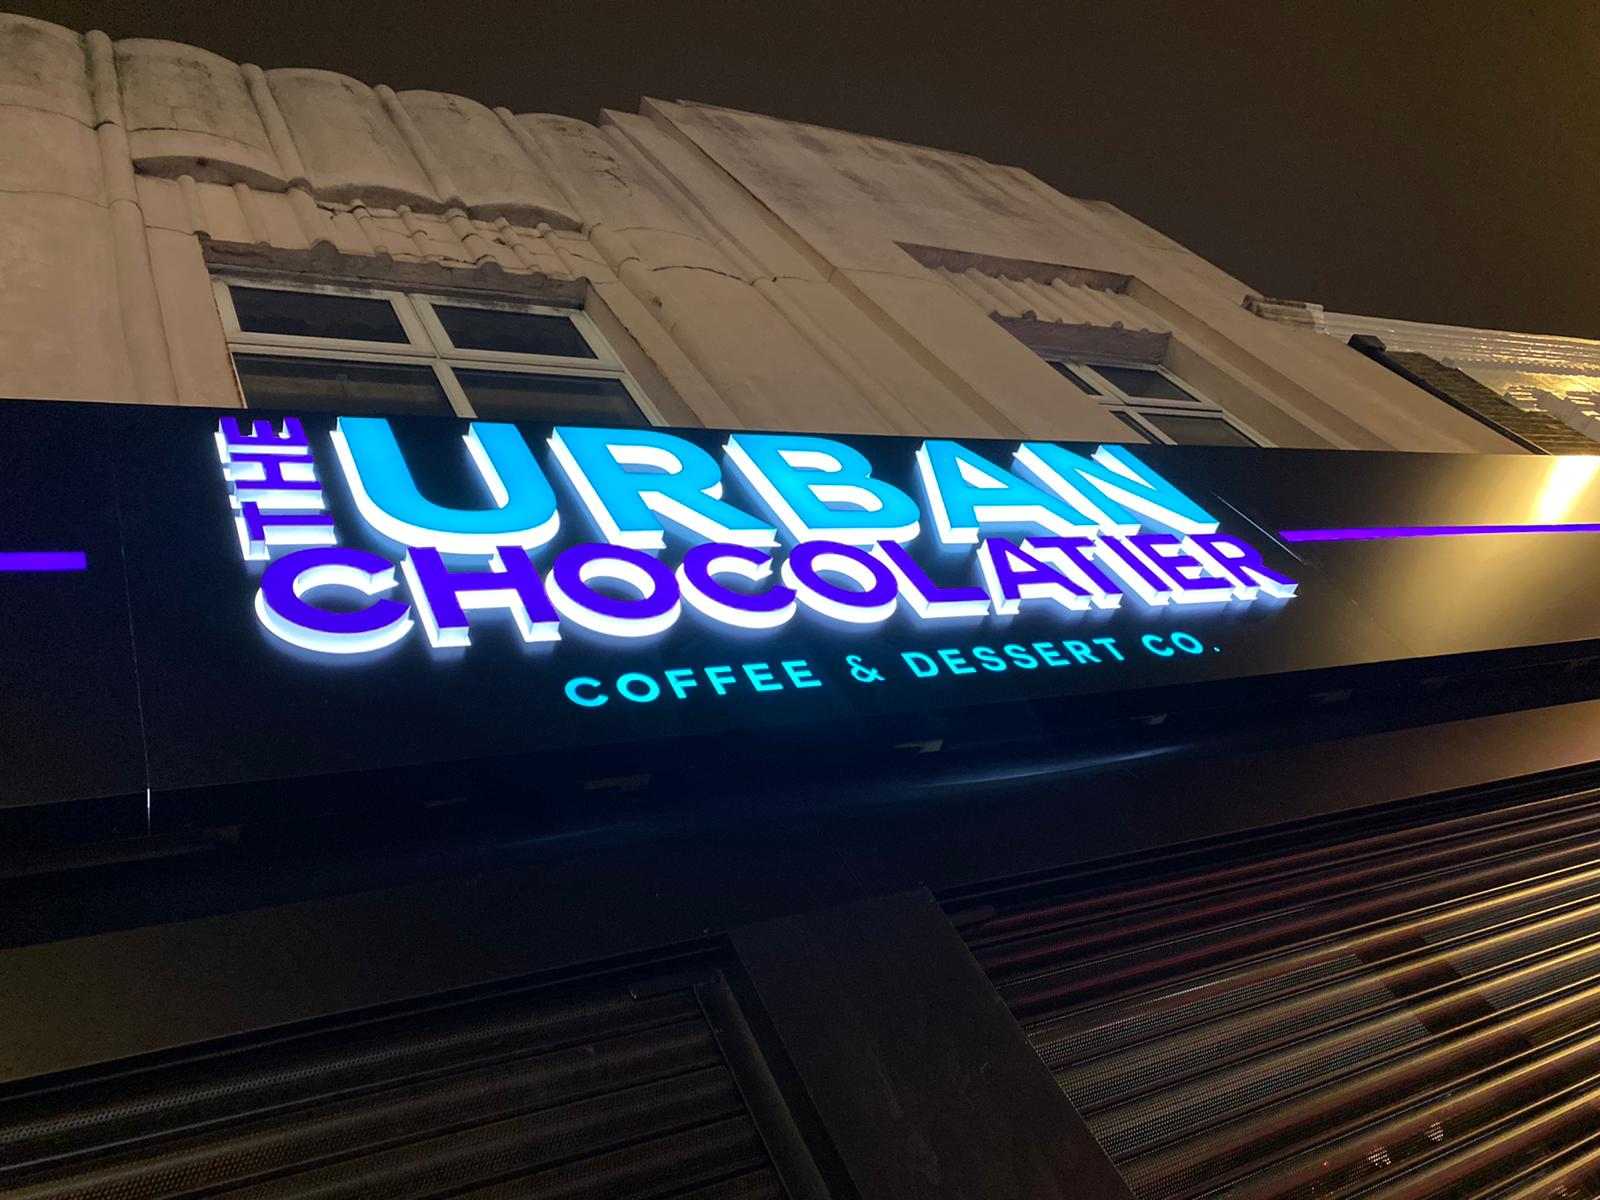 THE
URBAN
CHOCOLATIER
COFFEE & DESSERT CO.